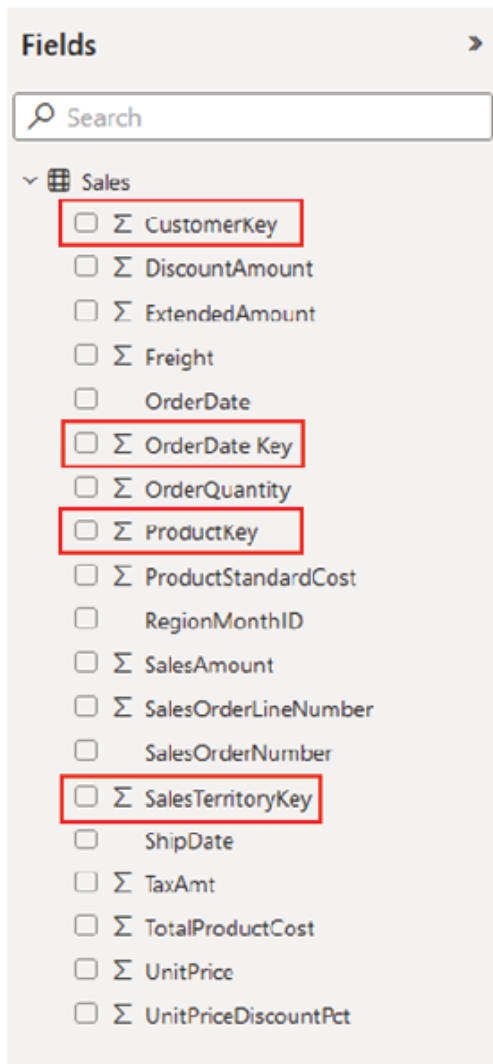 Fields
Search
Sales
Σ CustomerKey
Σ DiscountAmount
Σ ExtendedAmount
Σ Freight
OrderDate
Σ OrderDate Key
Σ OrderQuantity
Σ ProductKey
Σ ProductStandardCost
RegionMonthID
Σ SalesAmount
Σ SalesOrderLineNumber
SalesOrderNumber
Σ SalesTerritoryKey
ShipDate
Σ TaxAmt
Σ TotalProductCost
Σ UnitPrice
Σ UnitPriceDiscountPct